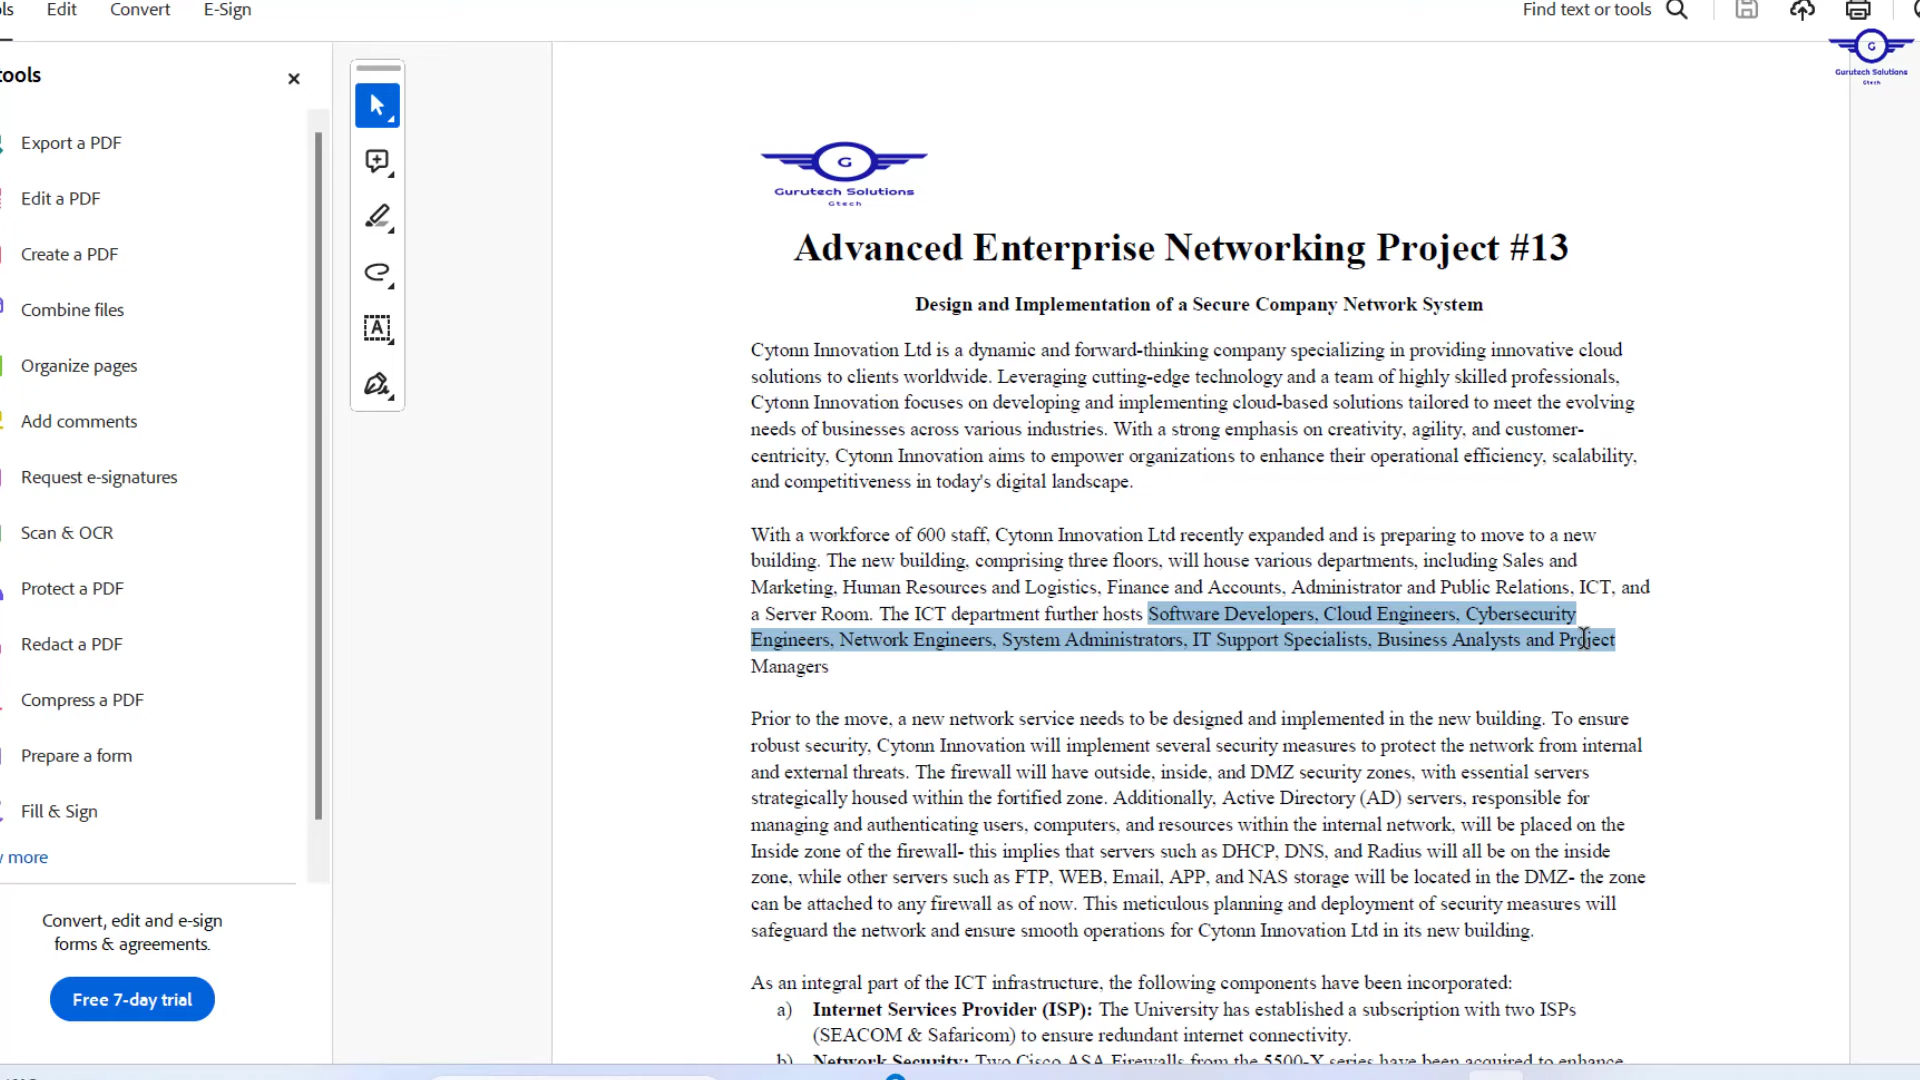 Edit
Convert
E-Sign
Find text or tools
Export a PDF
Edit a PDF
Create a PDF
Combine files
Organize pages
Add comments
Request e-signatures
Scan & OCR
Protect a PDF
Redact a PDF
Compress a PDF
Prepare a form
Fill & Sign
more
Convert, edit and e-sign
forms & agreements.
Free 7-day trial
G
Gurutech Solutions
Gtech
G
Gurutech Solutions
Gtech
Advanced Enterprise Networking Project #13
Design and Implementation of a Secure Company Network System
Cytonn Innovation Ltd is a dynamic and forward-thinking company specializing in providing innovative cloud
solutions to clients worldwide. Leveraging cutting-edge technology and a team of highly skilled professionals,
Cytonn Innovation focuses on developing and implementing cloud-based solutions tailored to meet the evolving
needs of businesses across various industries. With a strong emphasis on creativity, agility, and customer-
centricity, Cytonn Innovation aims to empower organizations to enhance their operational efficiency, scalability,
and competitiveness in today's digital landscape.
With a workforce of 600 staff, Cytonn Innovation Ltd recently expanded and is preparing to move to a new
building. The new building, comprising three floors, will house various departments, including Sales and
Marketing, Human Resources and Logistics, Finance and Accounts, Administrator and Public Relations, ICT, and
a Server Room. The ICT department further hosts Software Developers, Cloud Engineers, Cybersecurity
Engineers, Network Engineers, System Administrators, IT Support Specialists, Business Analysts and Project
Managers
Prior to the move, a new network service needs to be designed and implemented in the new building. To ensure
robust security, Cytonn Innovation will implement several security measures to protect the network from internal
and external threats. The firewall will have outside, inside, and DMZ security zones, with essential servers
strategically housed within the fortified zone. Additionally, Active Directory (AD) servers, responsible for
managing and authenticating users, computers, and resources within the internal network, will be placed on the
Inside zone of the firewall- this implies that servers such as DHCP, DNS, and Radius will all be on the inside
zone, while other servers such as FTP, WEB, Email, APP, and NAS storage will be located in the DMZ- the zone
can be attached to any firewall as of now. This meticulous planning and deployment of security measures will
safeguard the network and ensure smooth operations for Cytonn Innovation Ltd in its new building.
As an integral part of the ICT infrastructure, the following components have been incorporated:
a) Internet Services Provider (ISP): The University has established a subscription with two ISPs
(SEACOM & Safaricom) to ensure redundant internet connectivity.
b) Network Security: Two Cisco ASA Firewalls from the 5500-X series have been acquired to enhance